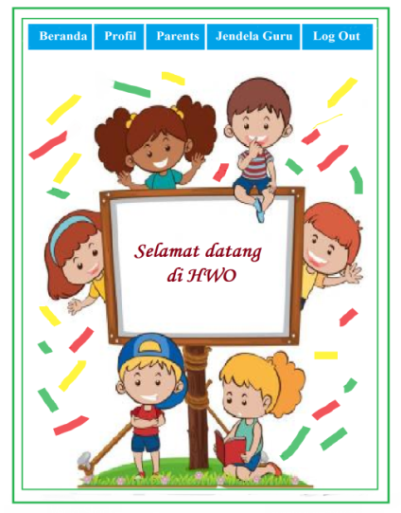 Beranda Profil Parents Jendela Guru Log Out
Selamat datang
di HWO